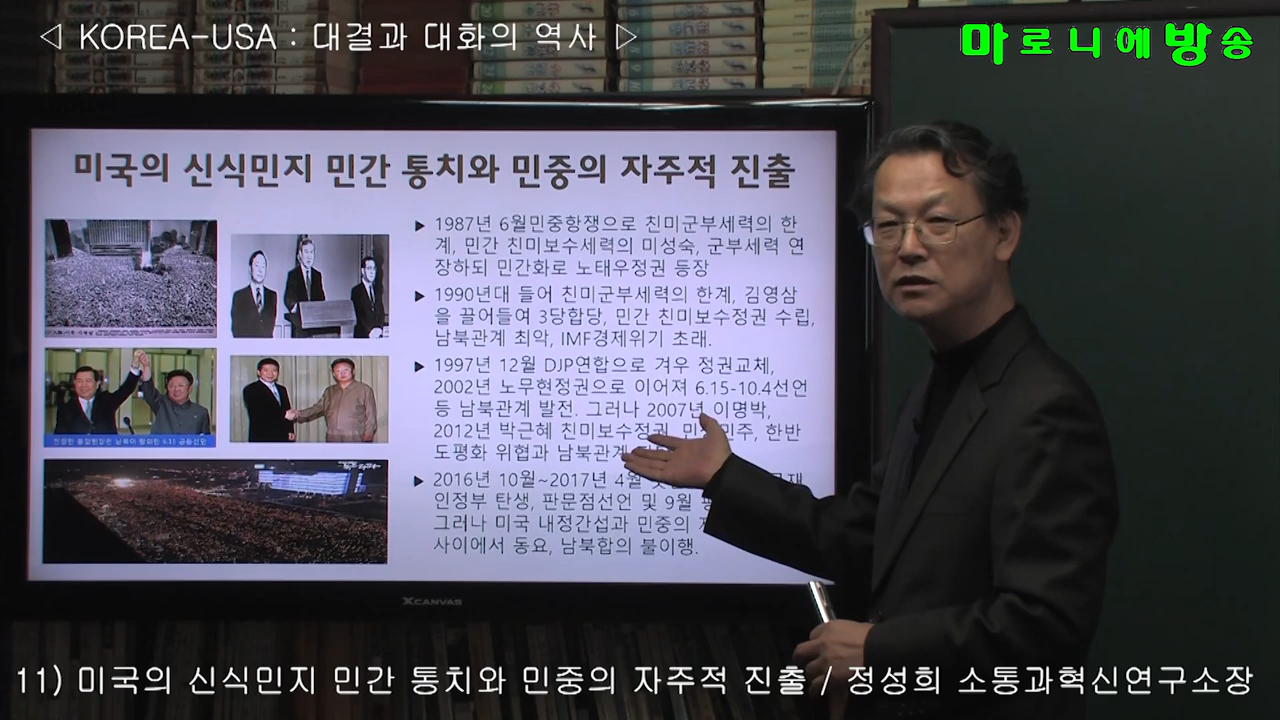 ◁ KOREA-USA : 대결과 대화의 역사 ▷
마로니에방송
미국의 신식민지 민간 통치와 민중의 자주적 진출
▶ 1987년 6월민중항쟁으로 친미군부세력의 한
계, 민간 친미보수세력의 미성숙, 군부세력 연
장하되 민간화로 노태우정권 등장
▶ 1990년대 들어 친미군부세력의 한계, 김영삼
을 끌어들여 3당합당, 민간 친미보수정권 수립,
남북관계 최악, IMF경제위기 초래.
▶ 1997년 12월 DJP연합으로 겨우 정권교체,
2002년 노무현정권으로 이어져 6.15-10.4선언
등 남북관계 발전. 그러나 2007년 이명박,
2012년 박근혜 친미보수정권, 민주, 한반
도평화 위협과 남북관계
▶ 2016년 10월~2017년 4월
인정부 탄생, 판문점선언 및 9월
그러나 미국 내정간섭과 민중의
사이에서 동요, 남북합의 불이행.
XCANVAS
11) 미국의 신식민지 민간 통치와 민중의 자주적 진출 / 정성희 소통과혁신연구소장